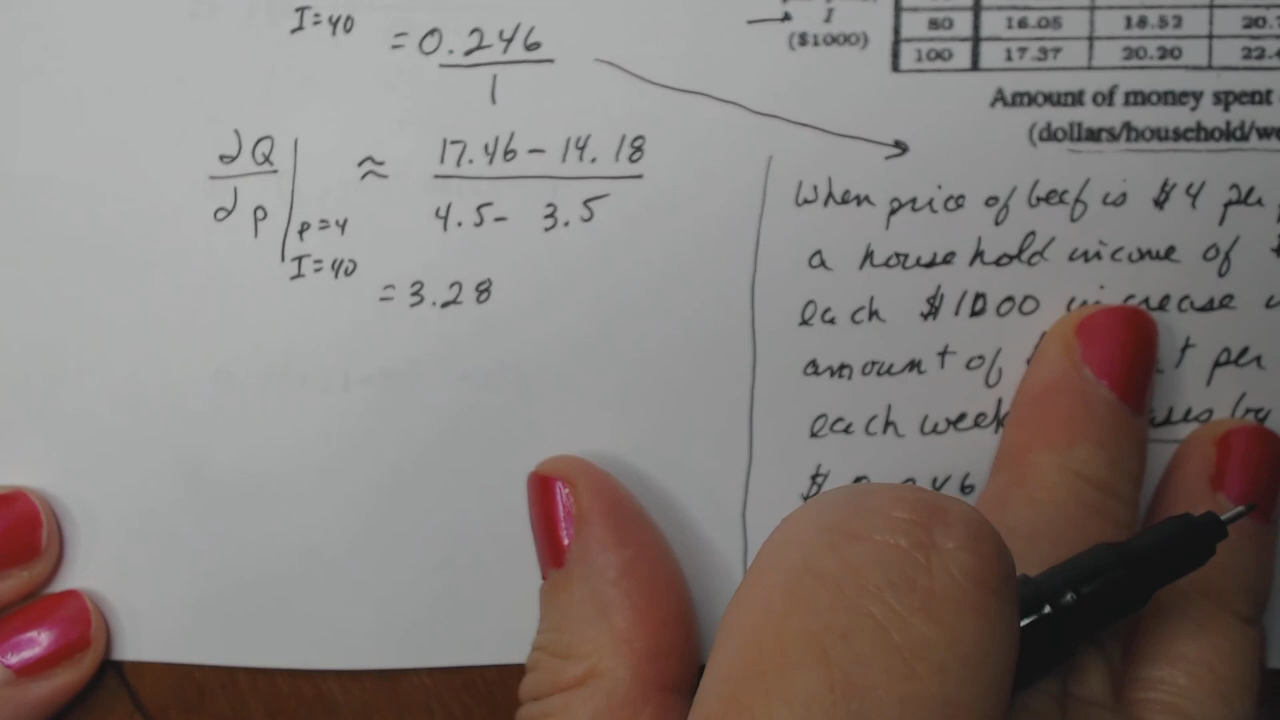 I=40
= 0.246
1
∂Q
∂p
p=4
I=40
≈
17.46 - 14.18
4.5 - 3.5
= 3.28
I
($1000)
80 16.05 18.52
100 17.37 20.20
Amount of money spent
(dollars/household/
When price of beef is $4 per
a household income of
each $1000 increase
amount of
per
each week
by